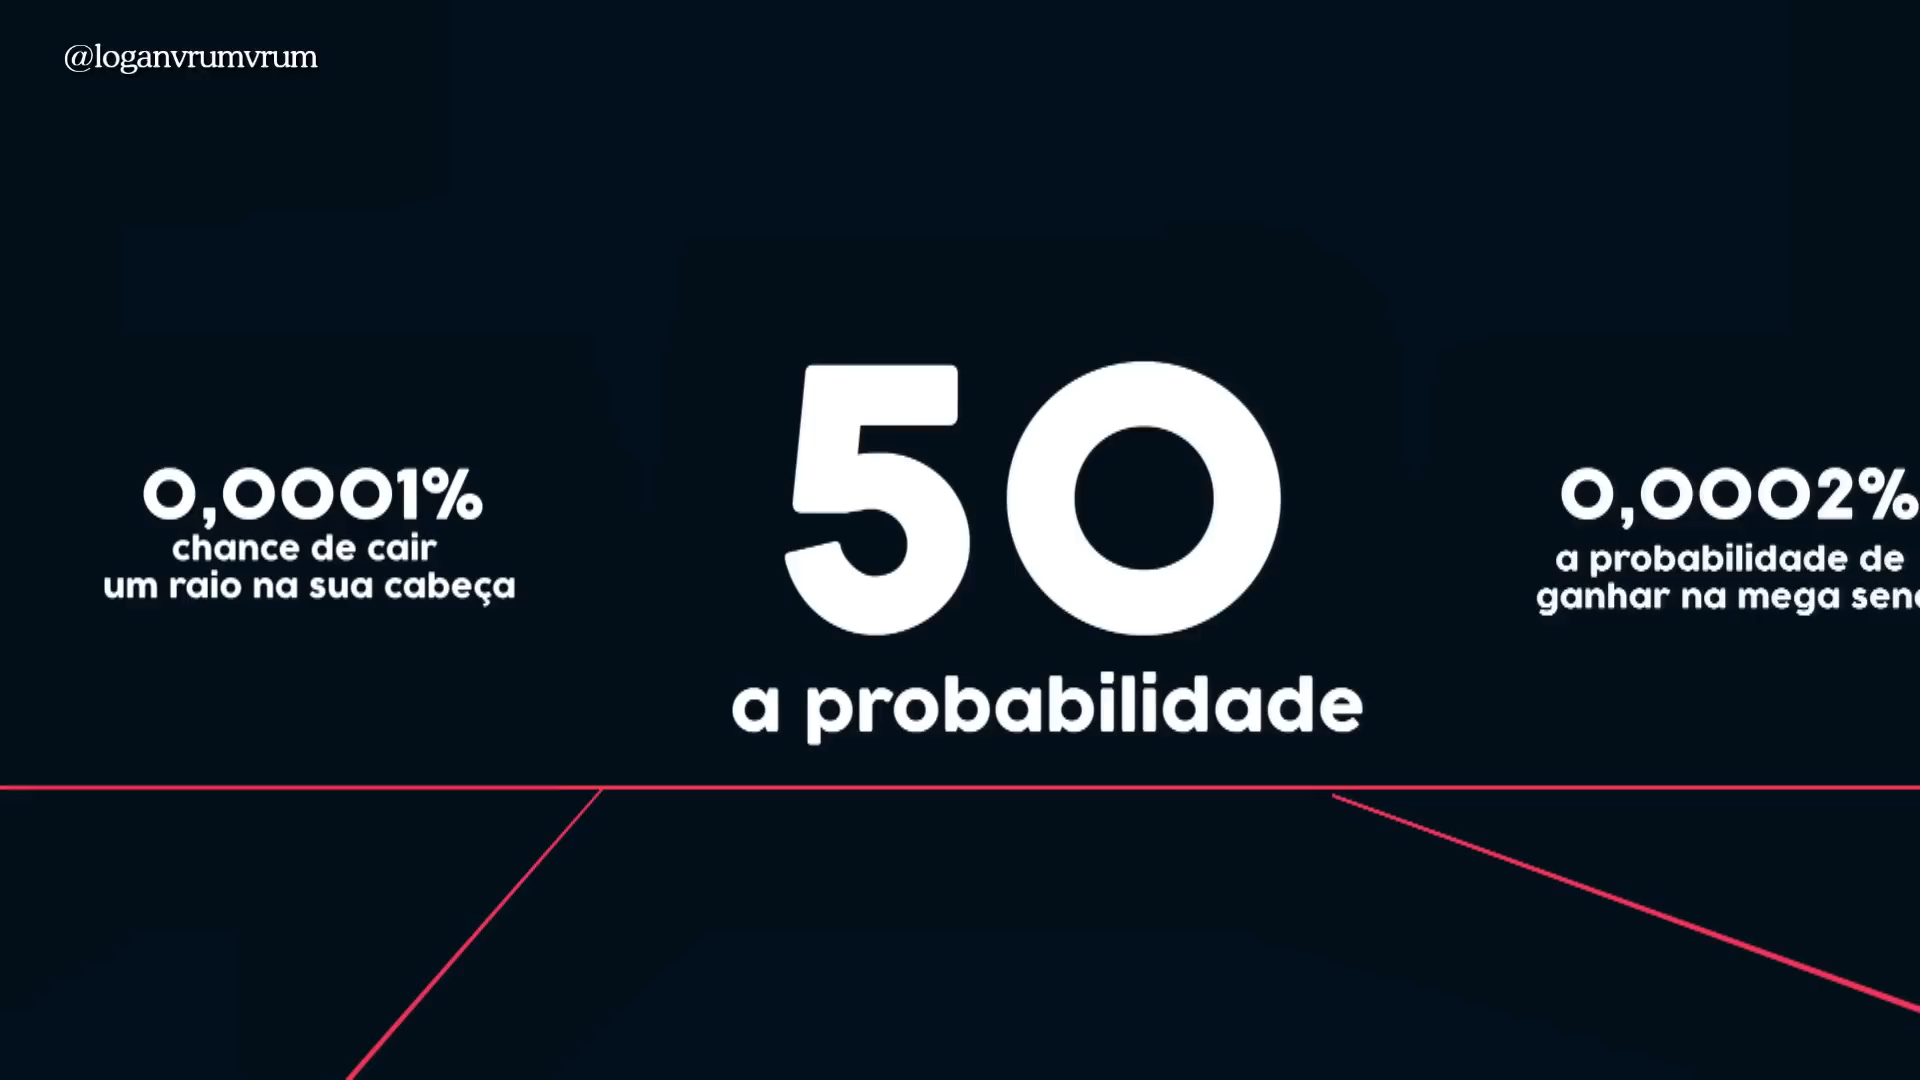 @loganvrumvrum
0,0001%
chance de cair
um raio na sua cabeça
50
a probabilidade
0,0002%
a probabilidade de
ganhar na mega